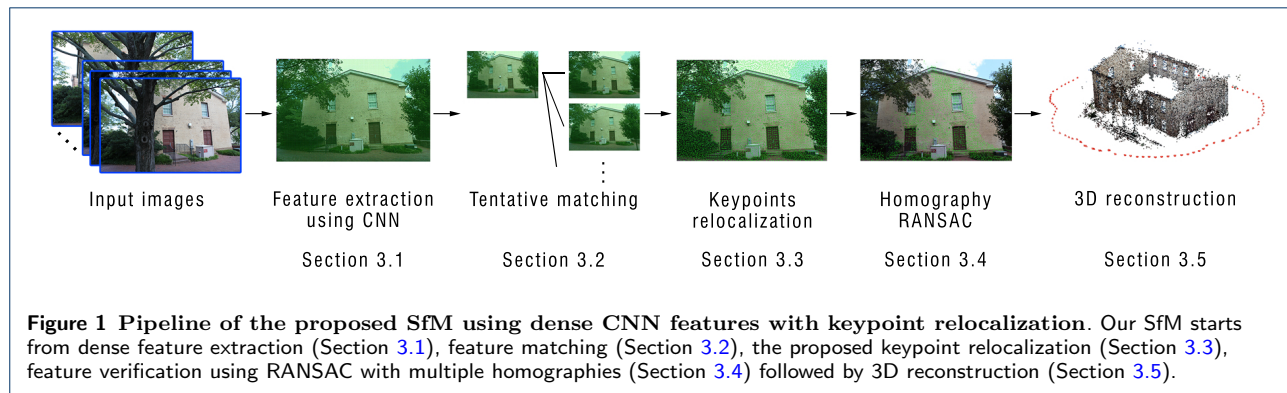 Input images
Feature extraction
using CNN
Section 3.1
Tentative matching
Section 3.2
Keypoints
relocalization
Section 3.3
Homography
RANSAC
Section 3.4
3D reconstruction
Section 3.5
Figure 1 Pipeline of the proposed SfM using dense CNN features with keypoint relocalization. Our SfM starts
from dense feature extraction (Section 3.1), feature matching (Section 3.2), the proposed keypoint relocalization (Section 3.3),
feature verification using RANSAC with multiple homographies (Section 3.4) followed by 3D reconstruction (Section 3.5).